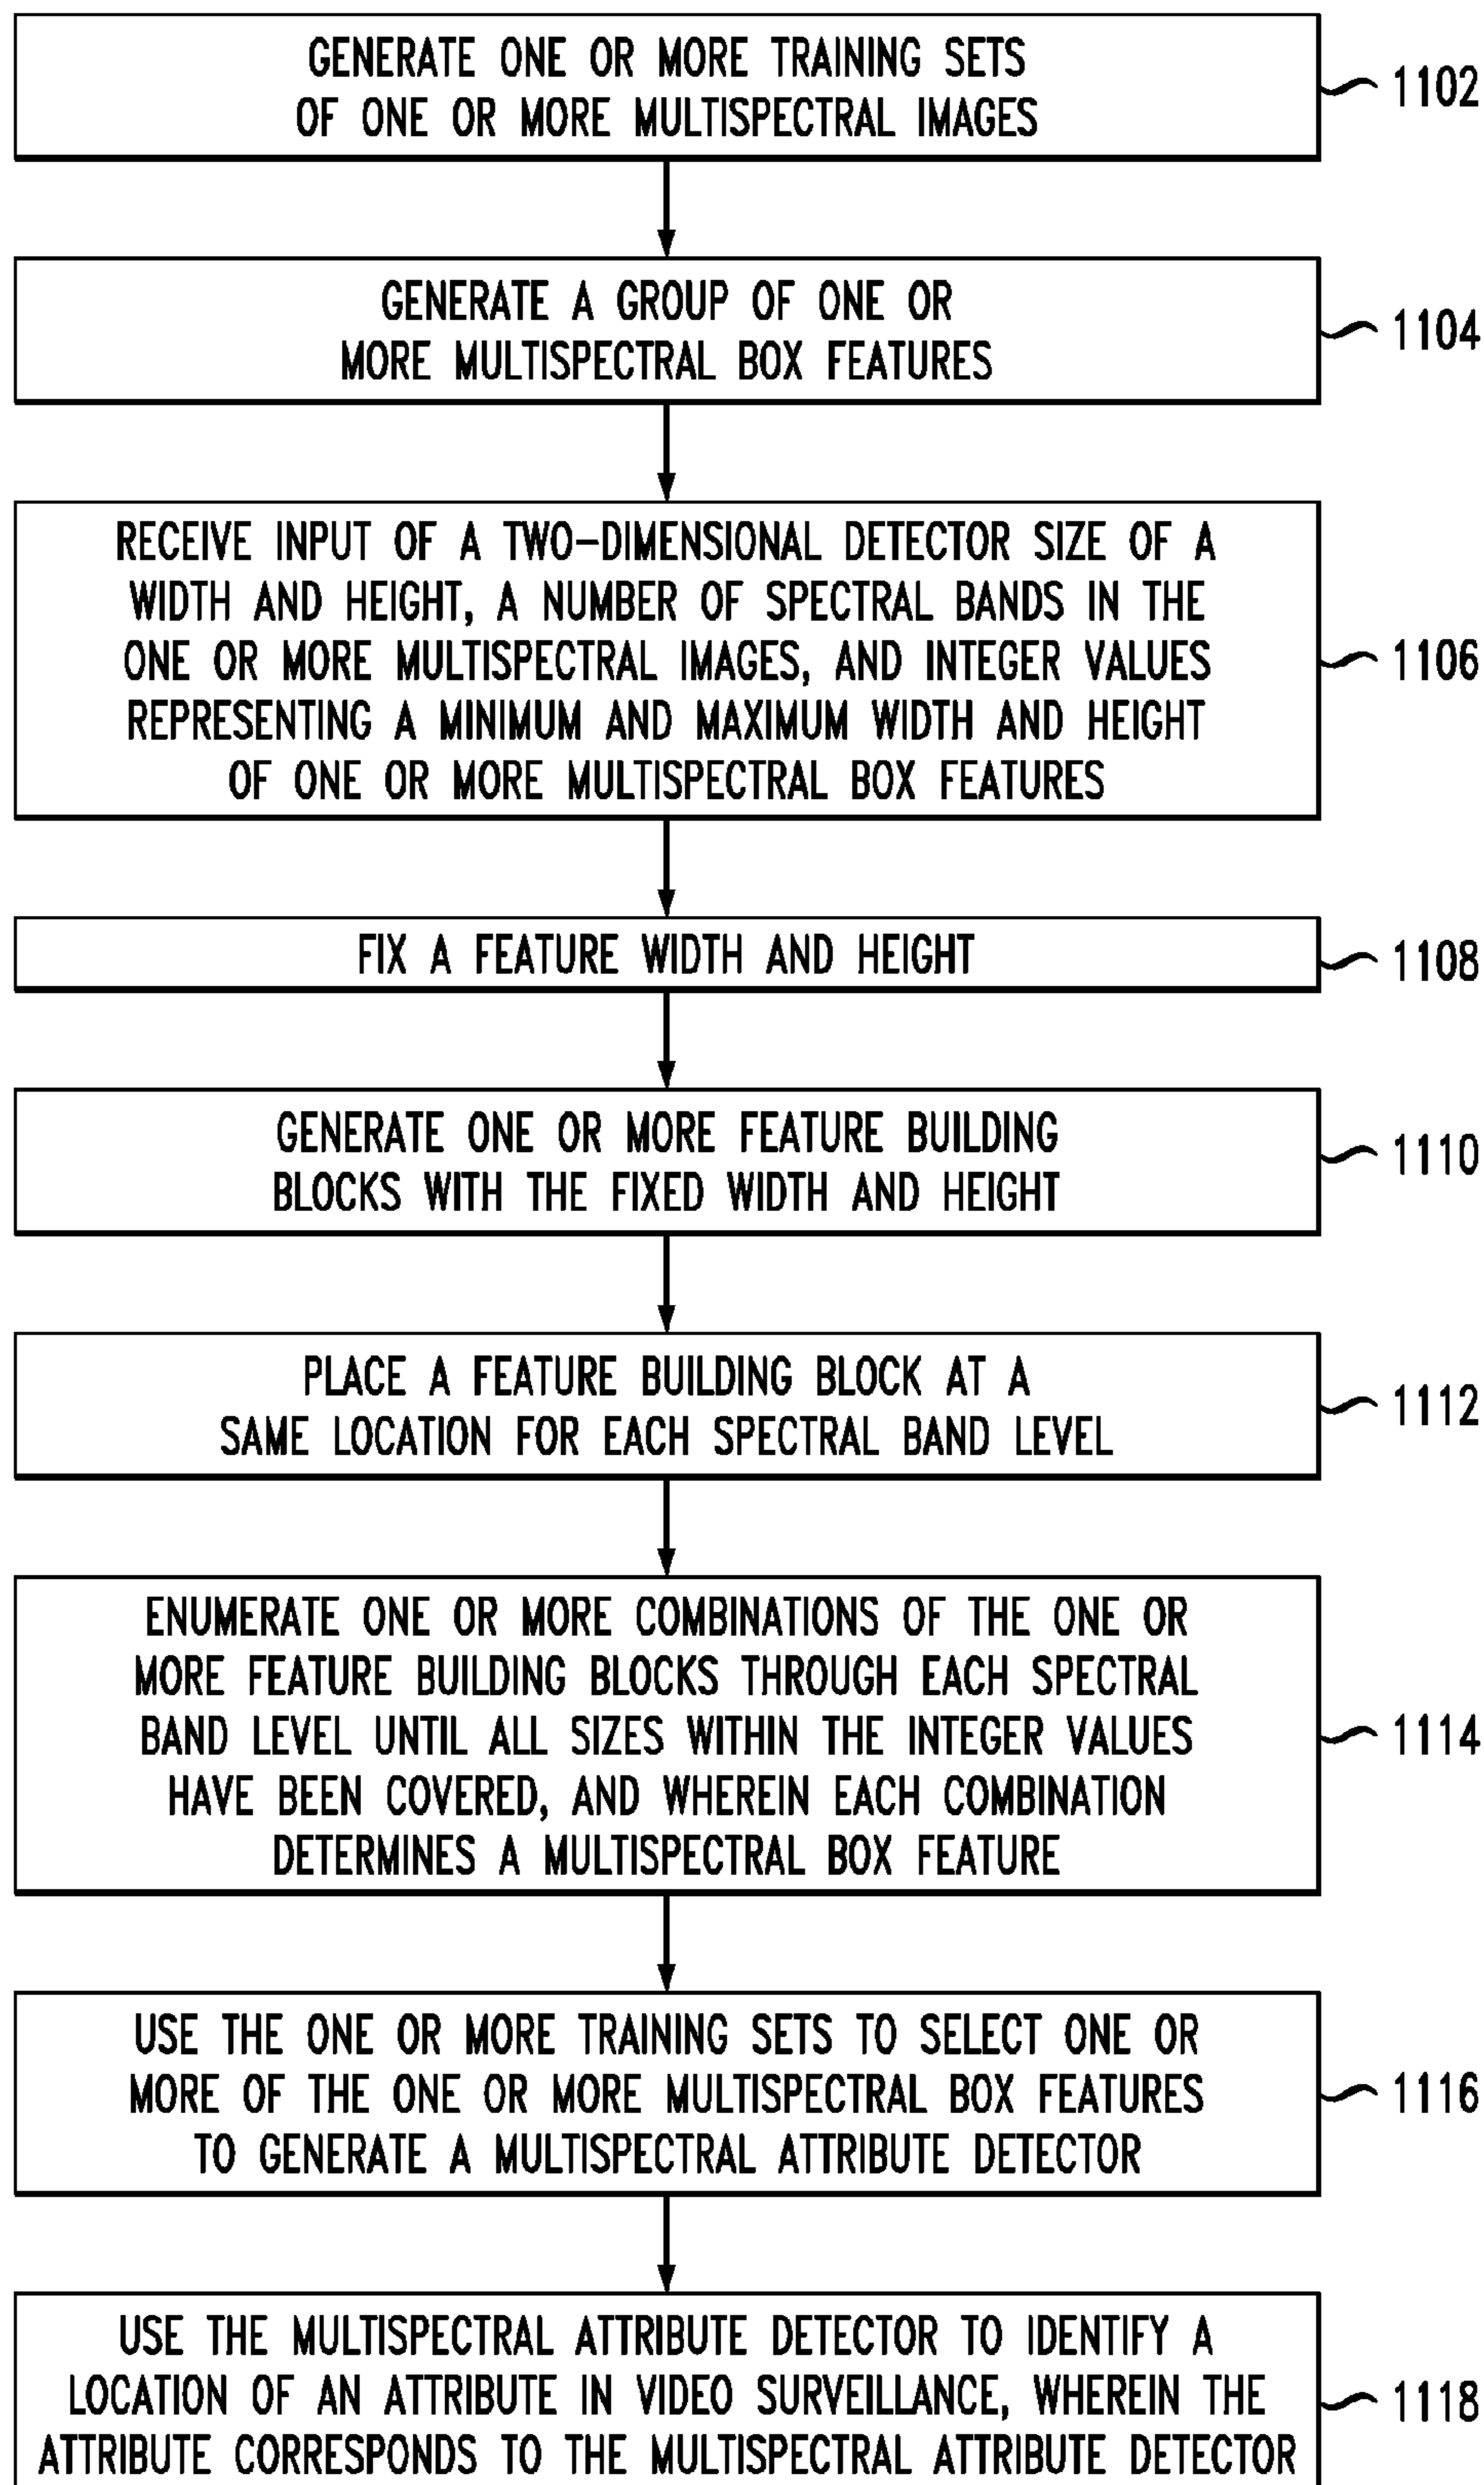 GENERATE ONE OR MORE TRAINING SETS
OF ONE OR MORE MULTISPECTRAL IMAGES
1102
GENERATE A GROUP OF ONE OR
MORE MULTISPECTRAL BOX FEATURES
1104
RECEIVE INPUT OF A TWO-DIMENSIONAL DETECTOR SIZE OF A
WIDTH AND HEIGHT, A NUMBER OF SPECTRAL BANDS IN THE
ONE OR MORE MULTISPECTRAL IMAGES, AND INTEGER VALUES
REPRESENTING A MINIMUM AND MAXIMUM WIDTH AND HEIGHT
OF ONE OR MORE MULTISPECTRAL BOX FEATURES
1106
FIX A FEATURE WIDTH AND HEIGHT
1108
GENERATE ONE OR MORE FEATURE BUILDING
BLOCKS WITH THE FIXED WIDTH AND HEIGHT
1110
PLACE A FEATURE BUILDING BLOCK AT A
SAME LOCATION FOR EACH SPECTRAL BAND LEVEL
1112
ENUMERATE ONE OR MORE COMBINATIONS OF THE ONE OR
MORE FEATURE BUILDING BLOCKS THROUGH EACH SPECTRAL
BAND LEVEL UNTIL ALL SIZES WITHIN THE INTEGER VALUES
HAVE BEEN COVERED, AND WHEREIN EACH COMBINATION
DETERMINES A MULTISPECTRAL BOX FEATURE
1114
USE THE ONE OR MORE TRAINING SETS TO SELECT ONE OR
MORE OF THE ONE OR MORE MULTISPECTRAL BOX FEATURES
TO GENERATE A MULTISPECTRAL ATTRIBUTE DETECTOR
1116
USE THE MULTISPECTRAL ATTRIBUTE DETECTOR TO IDENTIFY A
LOCATION OF AN ATTRIBUTE IN VIDEO SURVEILLANCE, WHEREIN THE
ATTRIBUTE CORRESPONDS TO THE MULTISPECTRAL ATTRIBUTE DETECTOR
1118